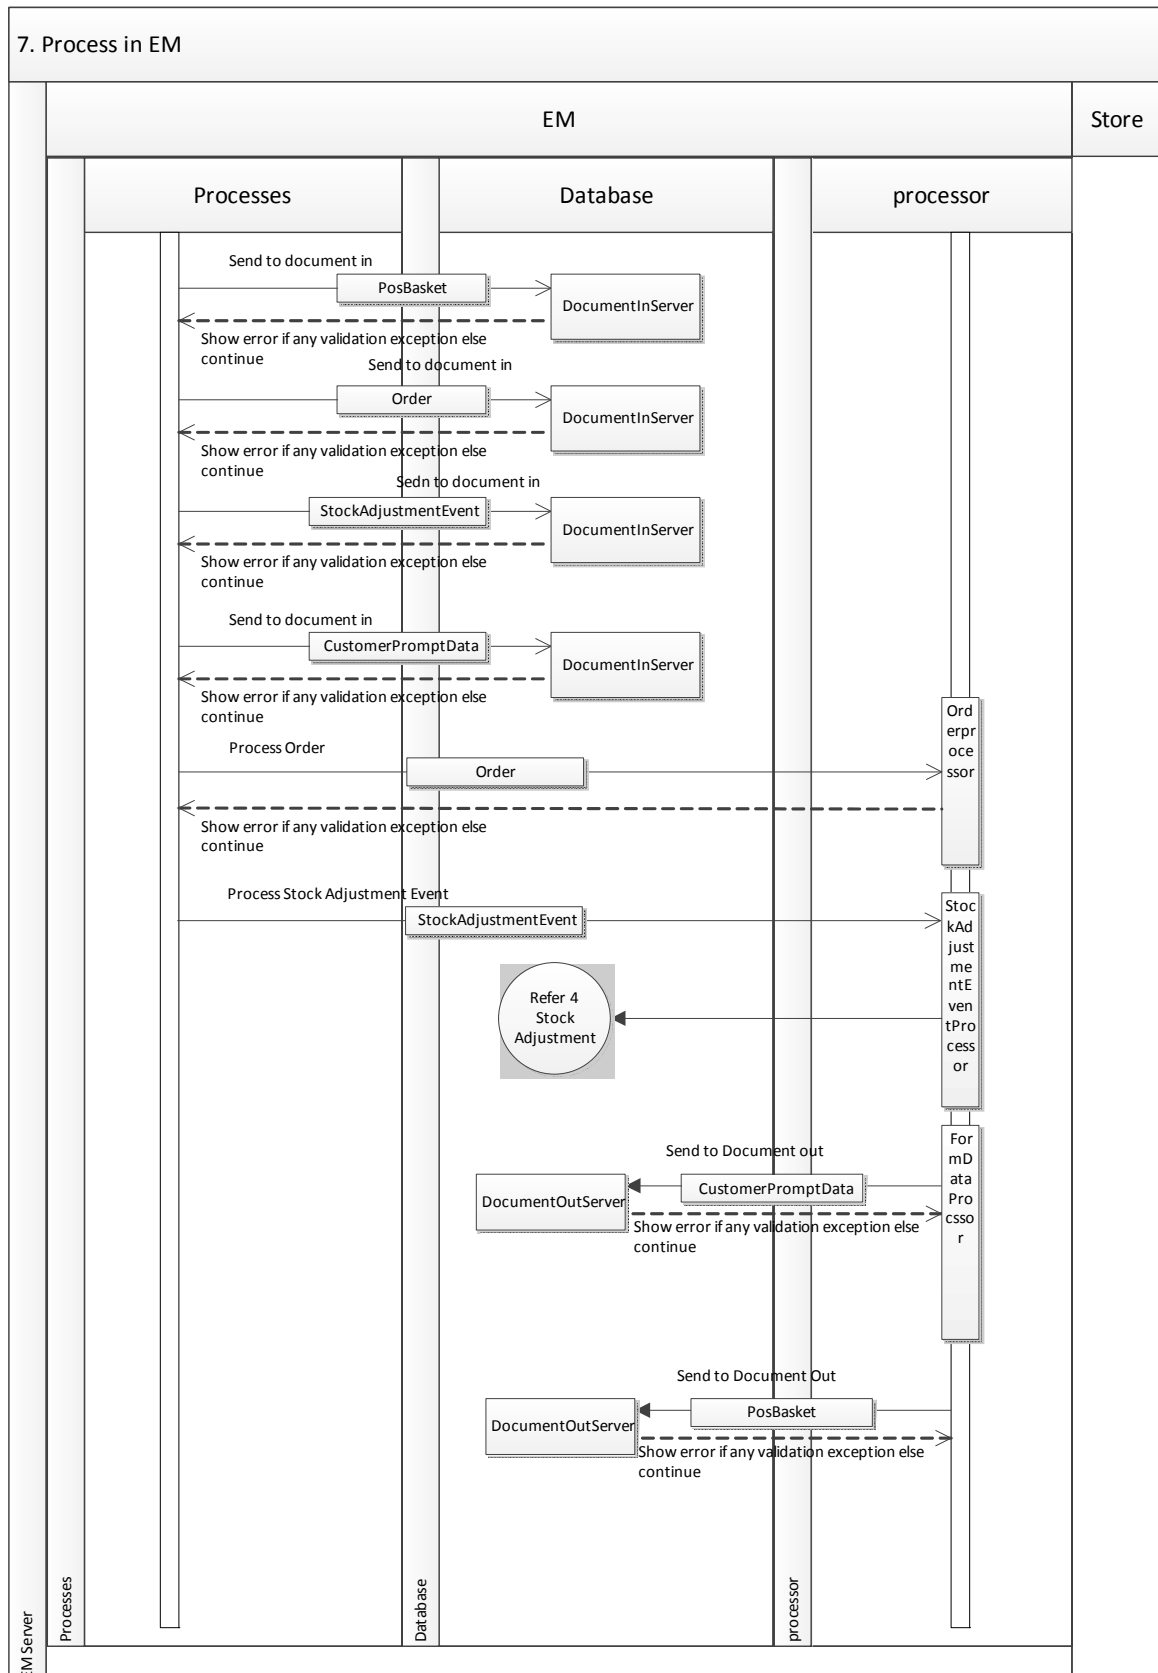 7. Process in EM
EM
Store
Processes
Database
processor
Send to document in
PosBasket
DocumentInServer
Show error if any validation exception else
continue
Send to document in
Order
DocumentInServer
Show error if any validation exception else
continue
Sedn to document in
StockAdjustmentEvent
DocumentInServer
Show error if any validation exception else
continue
Send to document in
CustomerPromptData
DocumentInServer
Show error if any validation exception else
continue
Ord
erpr
oce
ssor
Process Order
Order
Show error if any validation exception else
continue
Process Stock Adjustment Event
StockAdjustmentEvent
Stoc
kAd
just
me
ntE
ven
tPro
cess
or
Refer 4
Stock
Adjustment
For
mD
ata
Pro
csso
r
Send to Document out
CustomerPromptData
DocumentOutServer
Show error if any validation exception else
continue
Send to Document Out
PosBasket
DocumentOutServer
Show error if any validation exception else
continue
Processes
Database
processor
EM Server